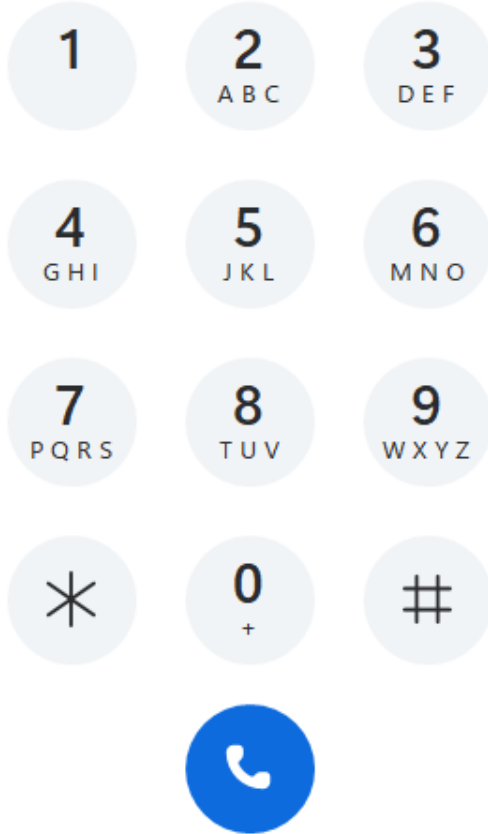 1 2 3
ABC DEF
4 5 6
GHI JKL MNO
7 8 9
PQRS TUV WXYZ
* 0 #
+